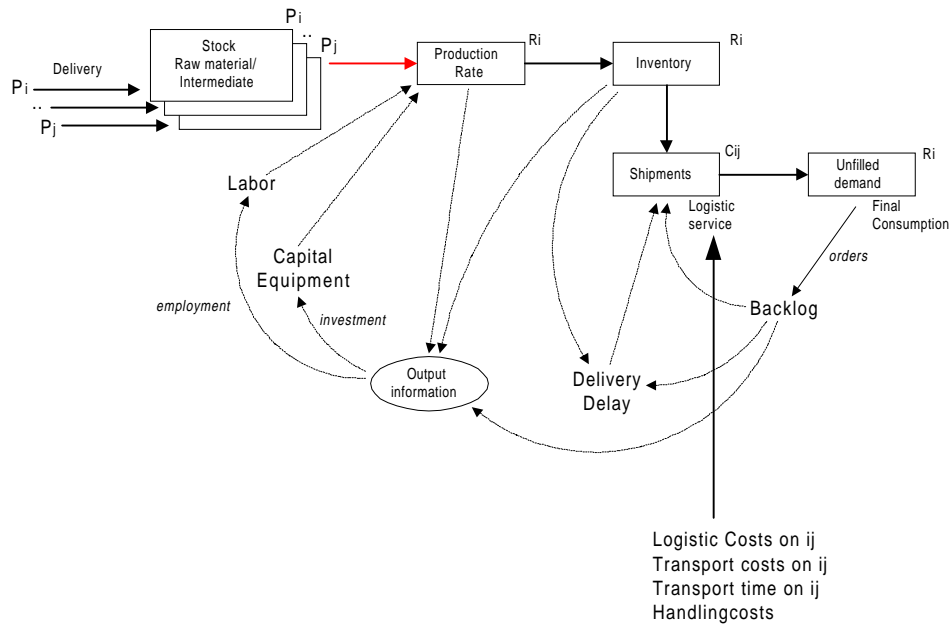 Pi
..
Pj
Stock
Raw material/
Intermediate
Delivery
Pi
..
Pj
Production
Rate
Ri
Inventory
Ri
Shipments
Cij
Logistic
service
Unfilled
demand
Ri
Final
Consumption
orders
Labor
Capital
Equipment
employment
investment
Backlog
Output
information
Delivery
Delay
Logistic Costs on ij
Transport costs on ij
Transport time on ij
Handlingcosts